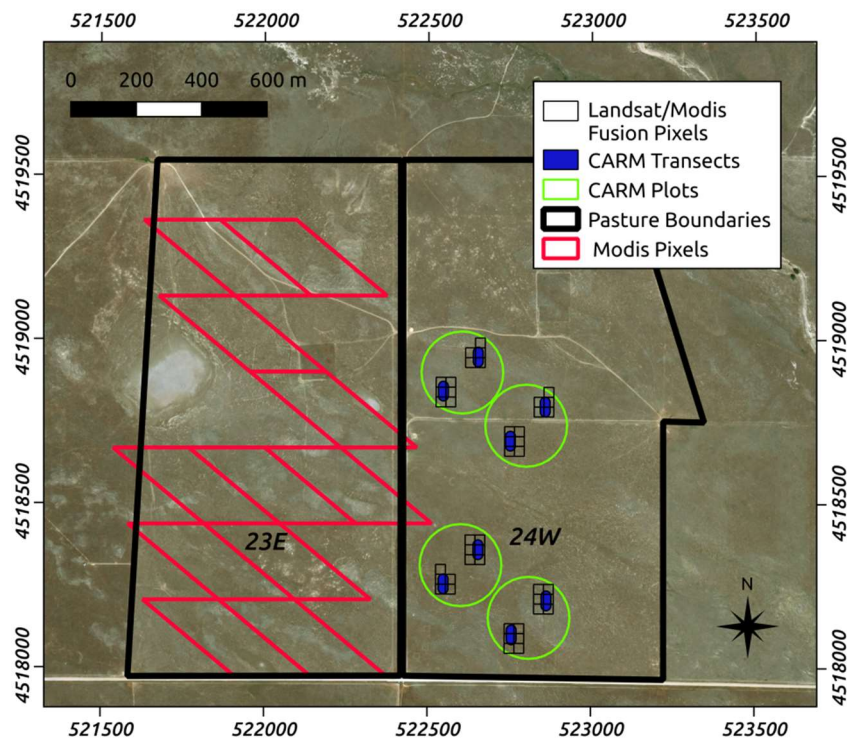 521500 522000 522500 523000 523500
0 200 400 600 m
Landsat/Modis
Fusion Pixels
CARM Transects
CARM Plots
Pasture Boundaries
Modis Pixels
4519500
4519500
4519000
4519000
4518500
4518500
23E
24W
N
4518000
4518000
521500 522000 522500 523000 523500